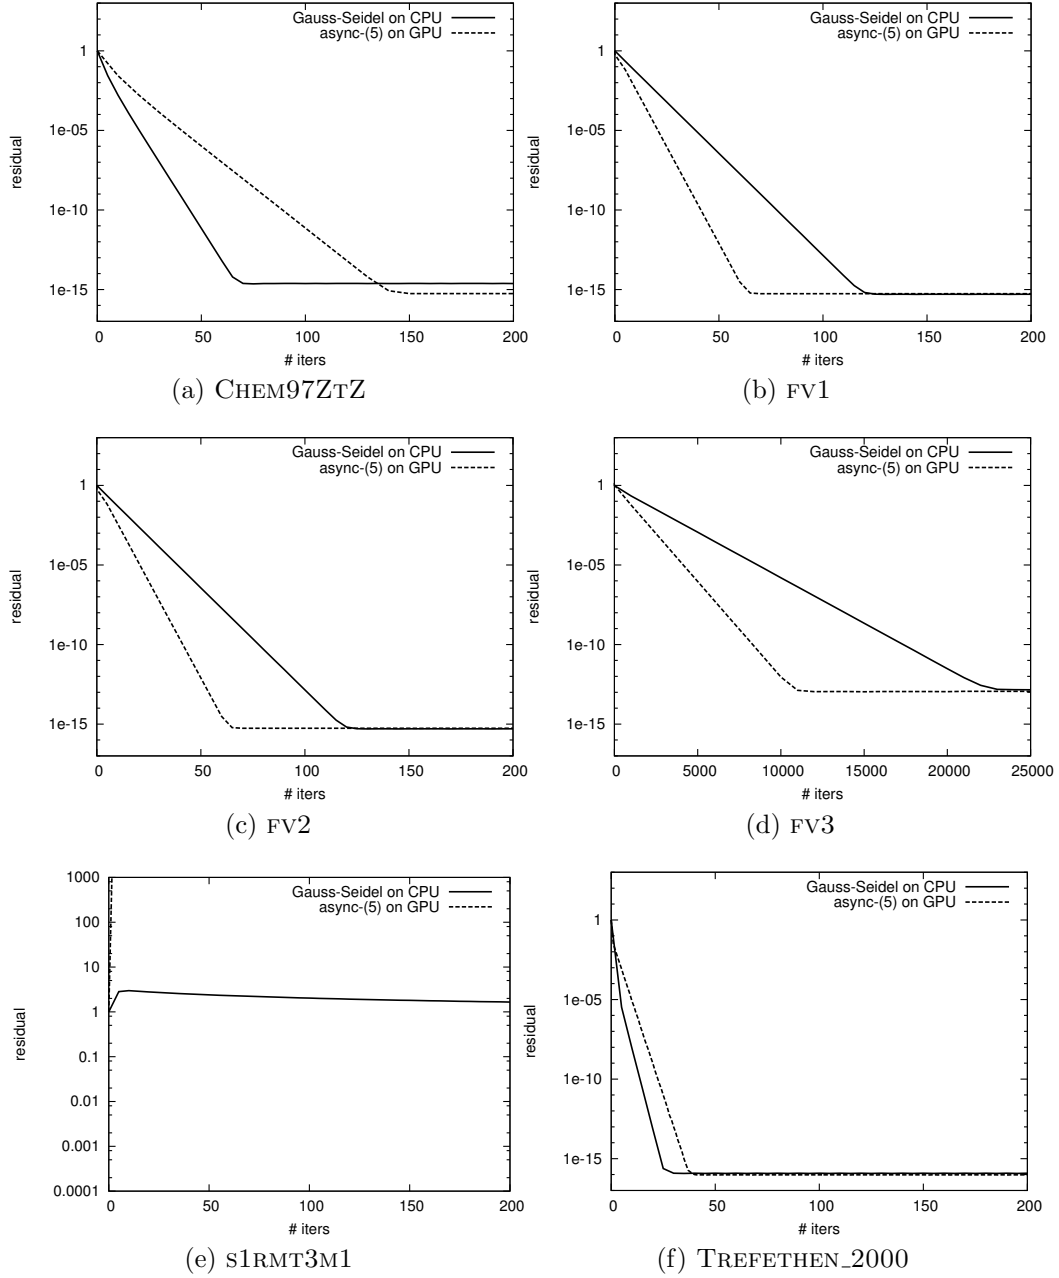 Gauss-Seidel on CPU
async-(5) on GPU
1
1e-05
1e-10
1e-15
residual
0 50 100 150 200
# iters
(a) CHEM97ZTZ
Gauss-Seidel on CPU
async-(5) on GPU
1
1e-05
1e-10
1e-15
residual
0 50 100 150 200
# iters
(b) FV1
Gauss-Seidel on CPU
async-(5) on GPU
1
1e-05
1e-10
1e-15
residual
0 50 100 150 200
# iters
(c) FV2
Gauss-Seidel on CPU
async-(5) on GPU
1
1e-05
1e-10
1e-15
residual
0 5000 10000 15000 20000 25000
# iters
(d) FV3
Gauss-Seidel on CPU
async-(5) on GPU
1000
100
10
1
0.1
0.01
0.001
0.0001
residual
0 50 100 150 200
# iters
(e) S1RMT3M1
Gauss-Seidel on CPU
async-(5) on GPU
1
1e-05
1e-10
1e-15
residual
0 50 100 150 200
# iters
(f) TREFETHEN_2000